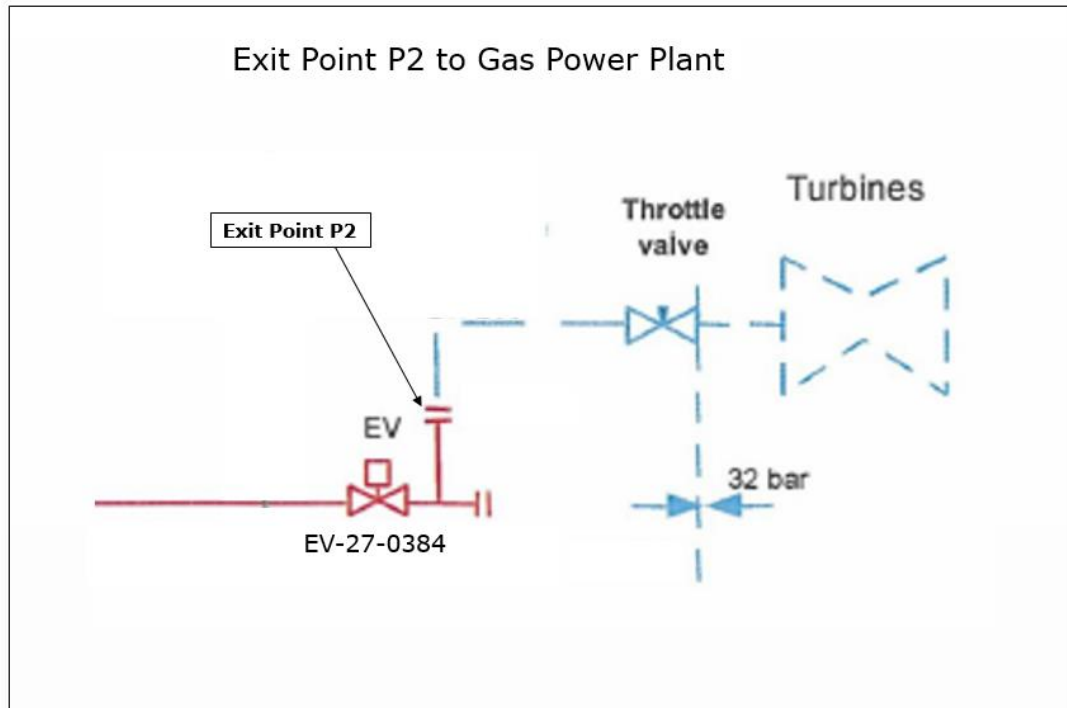 Exit Point P2 to Gas Power Plant
Turbines
Throttle
valve
Exit Point P2
EV
32 bar
EV-27-0384